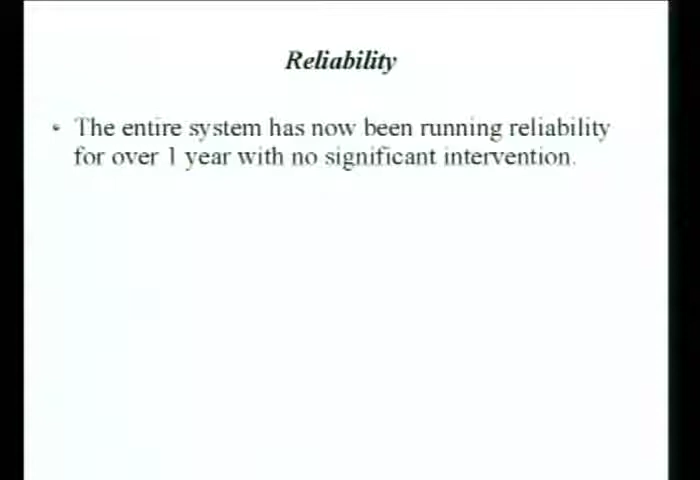 Reliability
• The entire system has now been running reliability
for over 1 year with no significant intervention.